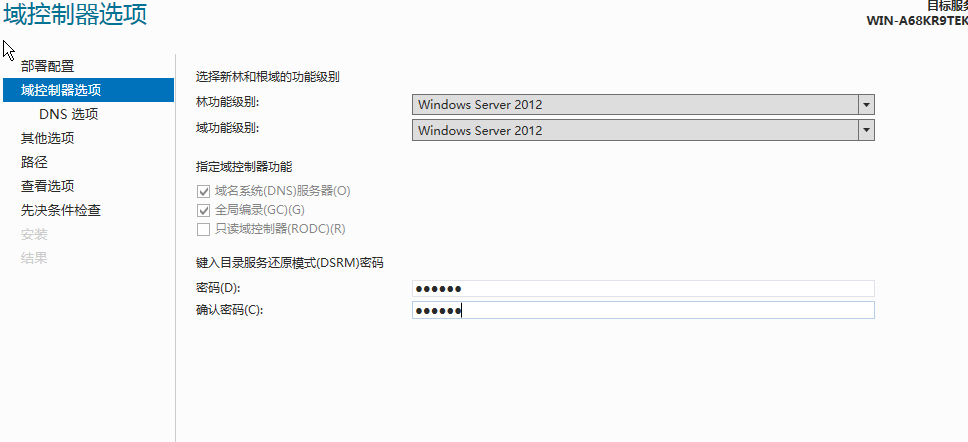 域控制器选项
目标服务
WIN-A68KR9TEK
部署配置
域控制器选项
DNS 选项
其他选项
路径
查看选项
先决条件检查
安装
结果
选择新林和根域的功能级别
林功能级别: Windows Server 2012
域功能级别: Windows Server 2012
指定域控制器功能
域名系统(DNS)服务器(O)
全局编录(GC)(G)
只读域控制器(RODC)(R)
键入目录服务还原模式(DSRM)密码
密码(D): ●●●●●●
确认密码(C): ●●●●●●